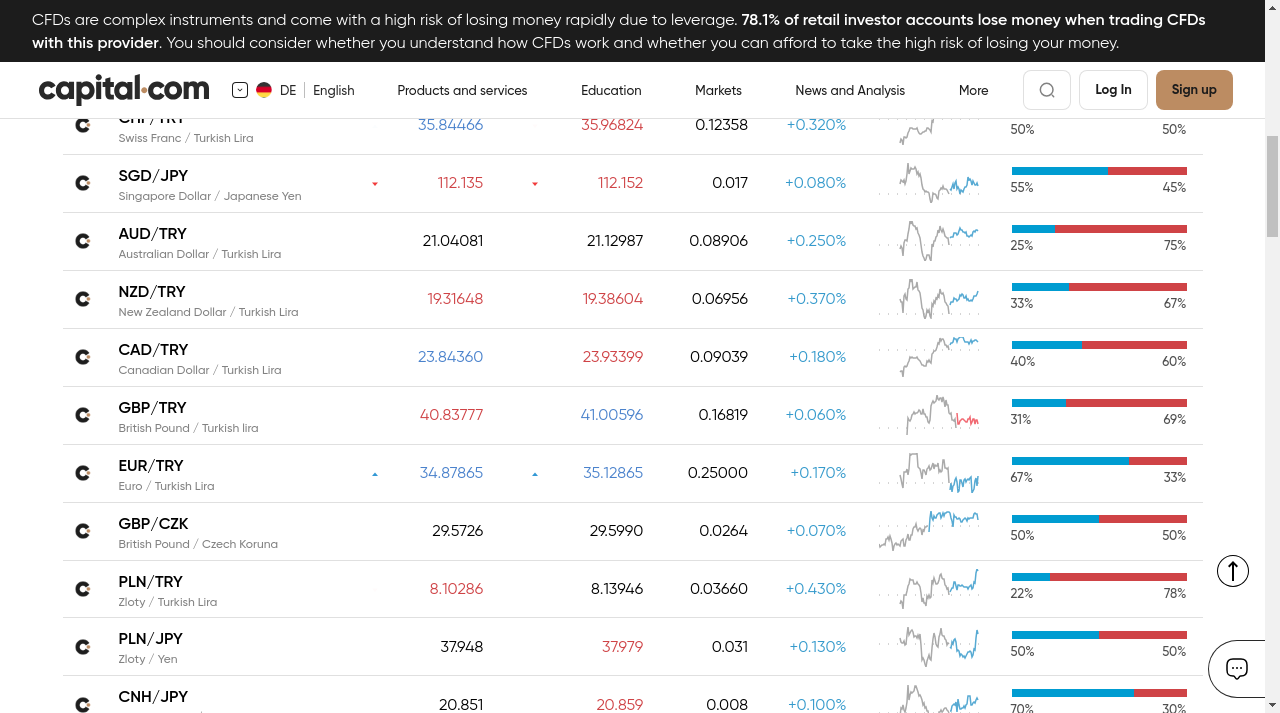 CFDs are complex instruments and come with a high risk of losing money rapidly due to leverage. 78.1% of retail investor accounts lose money when trading CFDs
with this provider. You should consider whether you understand how CFDs work and whether you can afford to take the high risk of losing your money.
capital.com DE English Products and services Education Markets News and Analysis More Log In Sign up
CHF/TRY 35.84466 35.96824 0.12358 +0.320%
Swiss Franc / Turkish Lira 50% 50%
SGD/JPY 112.135 112.152 0.017 +0.080%
Singapore Dollar / Japanese Yen 55% 45%
AUD/TRY 21.04081 21.12987 0.08906 +0.250%
Australian Dollar / Turkish Lira 25% 75%
NZD/TRY 19.31648 19.38604 0.06956 +0.370%
New Zealand Dollar / Turkish Lira 33% 67%
CAD/TRY 23.84360 23.93399 0.09039 +0.180%
Canadian Dollar / Turkish Lira 40% 60%
GBP/TRY 40.83777 41.00596 0.16819 +0.060%
British Pound / Turkish lira 31% 69%
EUR/TRY 34.87865 35.12865 0.25000 +0.170%
Euro / Turkish Lira 67% 33%
GBP/CZK 29.5726 29.5990 0.0264 +0.070%
British Pound / Czech Koruna 50% 50%
PLN/TRY 8.10286 8.13946 0.03660 +0.430%
Zloty / Turkish Lira 22% 78%
PLN/JPY 37.948 37.979 0.031 +0.130%
Zloty / Yen 50% 50%
CNH/JPY 20.851 20.859 0.008 +0.100%
70% 30%